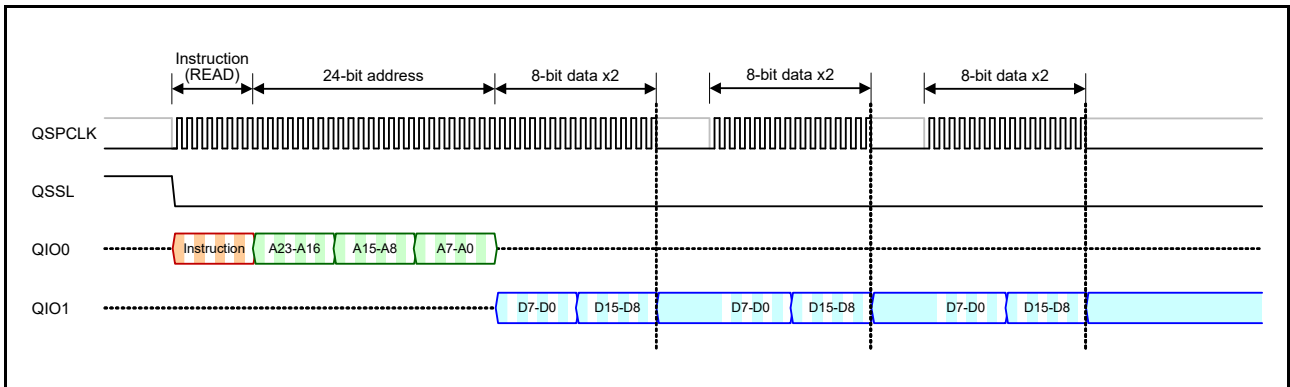 Instruction
(READ)
24-bit address
8-bit data x2
8-bit data x2
8-bit data x2
QSPCLK
QSSL
QIO0
Instruction
A23-A16
A15-A8
A7-A0
QIO1
D7-D0
D15-D8
D7-D0
D15-D8
D7-D0
D15-D8